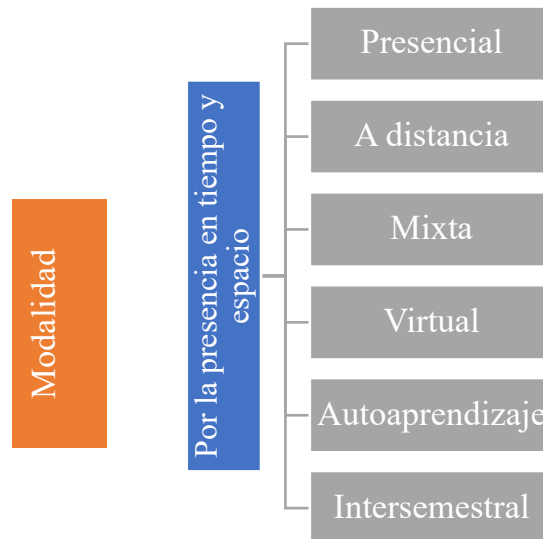 Modalidad
Por la presencia en tiempo y
espacio
Presencial
A distancia
Mixta
Virtual
Autoaprendizaje
Intersemestral